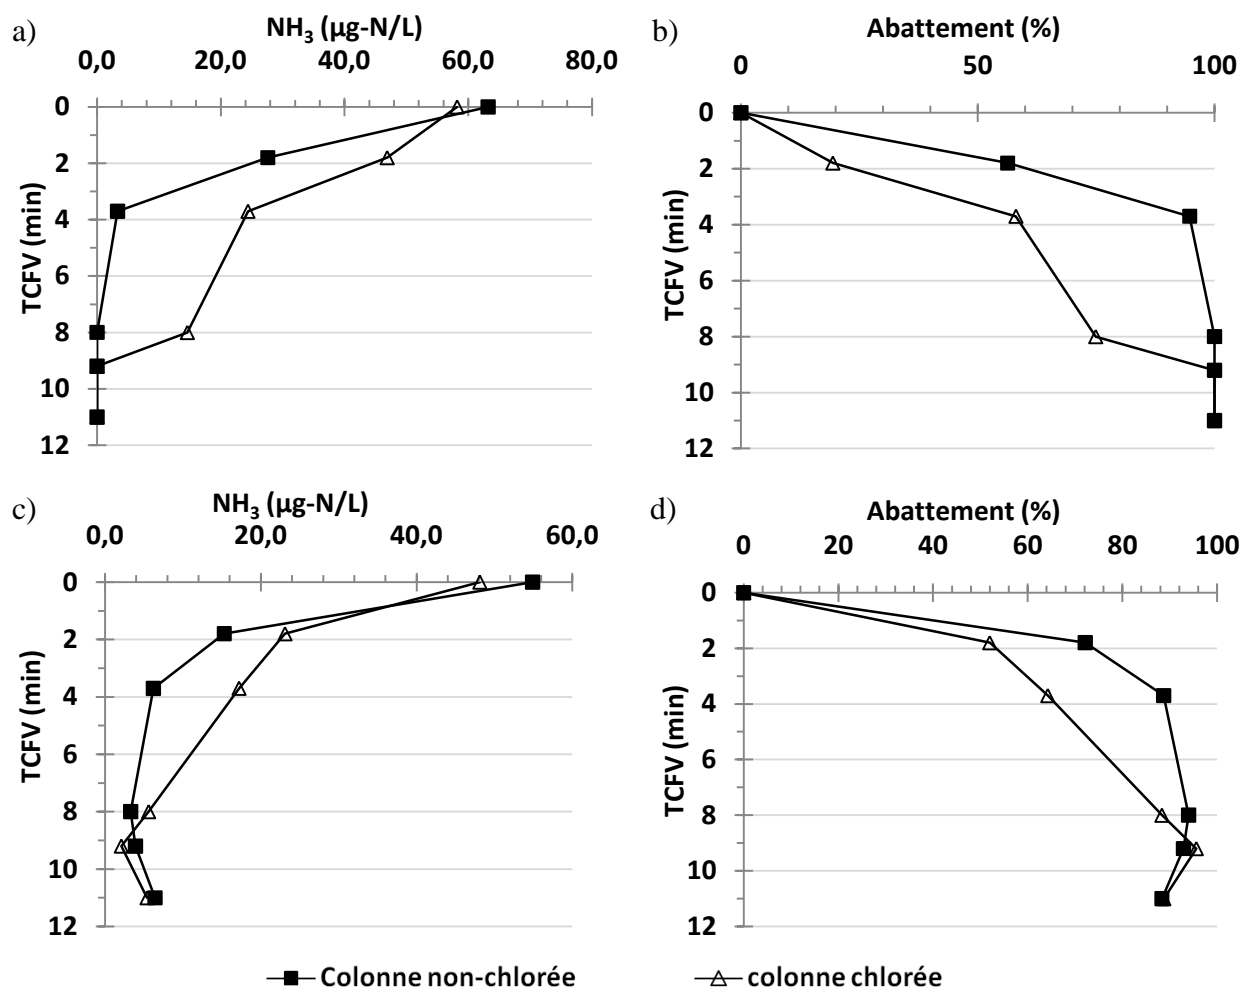 a)
NH₃ (µg-N/L)
0,0 20,0 40,0 60,0 80,0
TCFV (min)
0
2
4
6
8
10
12
b)
Abattement (%)
0 50 100
TCFV (min)
0
2
4
6
8
10
12
c)
NH₃ (µg-N/L)
0,0 20,0 40,0 60,0
TCFV (min)
0
2
4
6
8
10
12
d)
Abattement (%)
0 20 40 60 80 100
TCFV (min)
0
2
4
6
8
10
12
Colonne non-chlorée
colonne chlorée